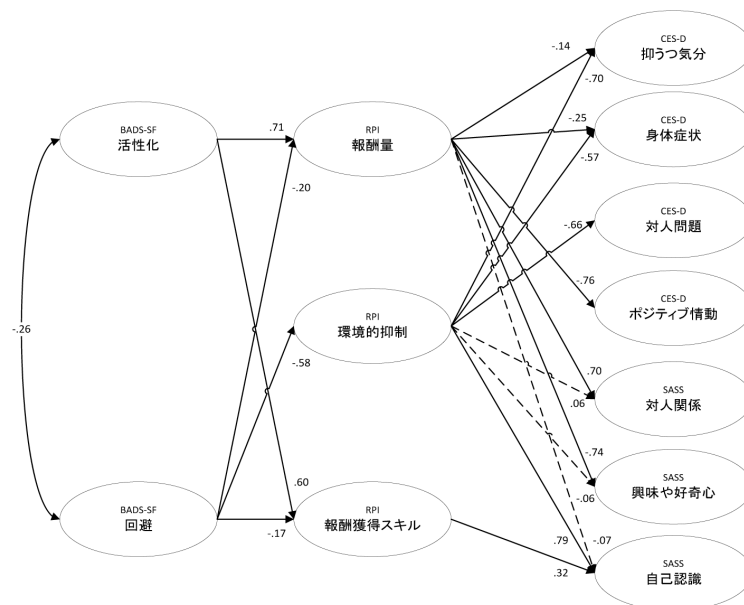 CES-D
抑うつ気分
-.14
-.70
BADS-SF
活性化
.71
RPI
報酬量
-.25
CES-D
身体症状
-.57
-.20
-.66
CES-D
対人問題
-.76
CES-D
ポジティブ情動
-.26
RPI
環境的抑制
-.58
.70
.06
SASS
対人関係
-.74
-.06
SASS
興味や好奇心
.60
BADS-SF
回避
-.17
RPI
報酬獲得スキル
.79
-.07
.32
SASS
自己認識